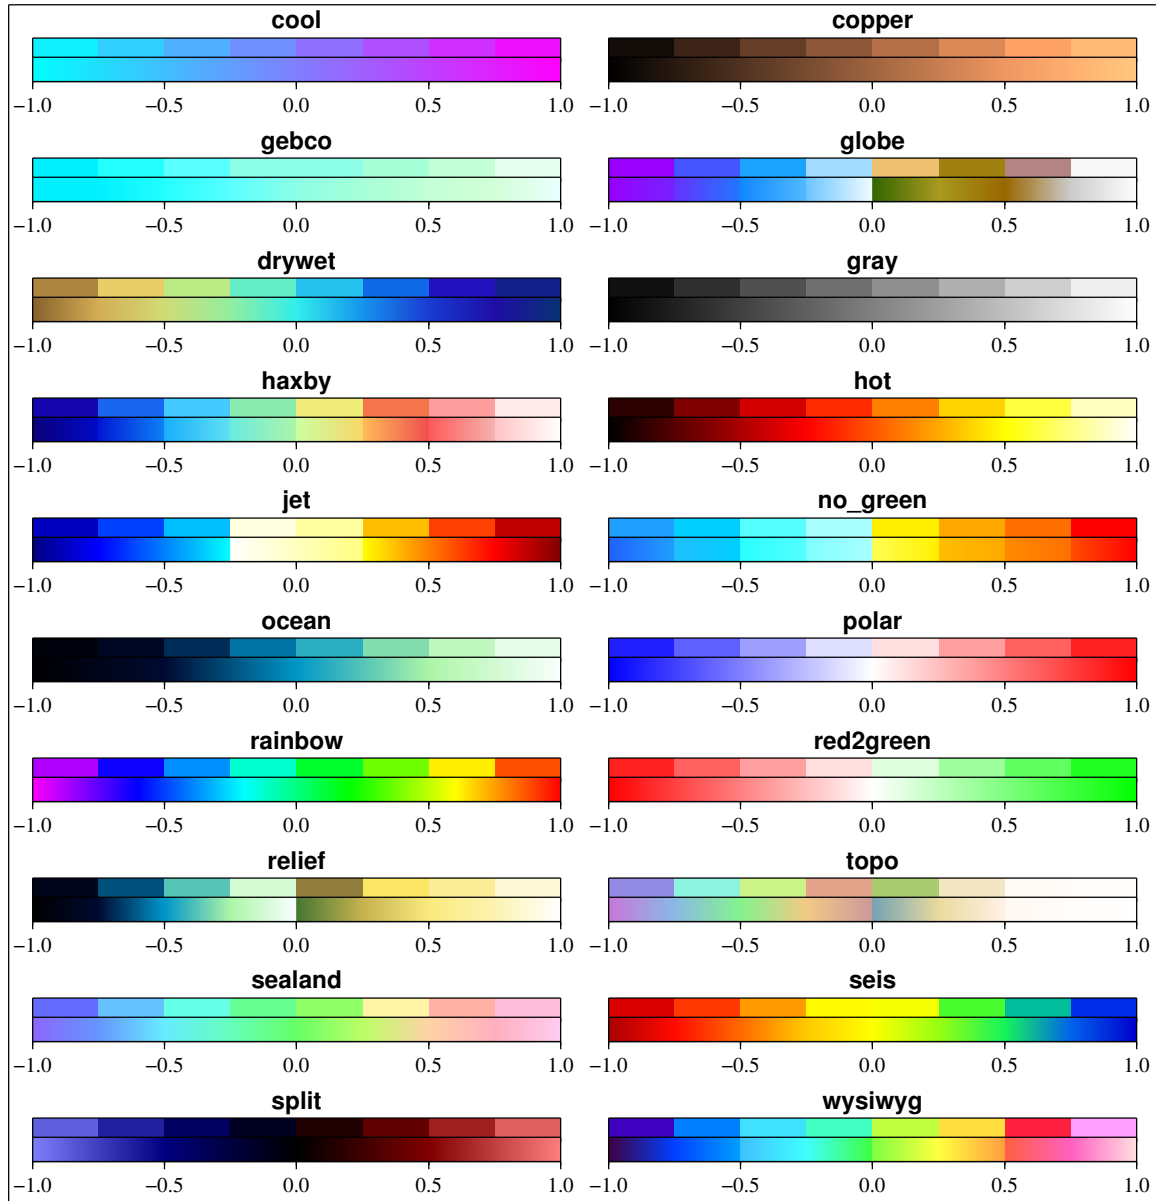 cool copper
−1.0 −0.5 0.0 0.5 1.0 −1.0 −0.5 0.0 0.5 1.0
gebco globe
−1.0 −0.5 0.0 0.5 1.0 −1.0 −0.5 0.0 0.5 1.0
drywet gray
−1.0 −0.5 0.0 0.5 1.0 −1.0 −0.5 0.0 0.5 1.0
haxby hot
−1.0 −0.5 0.0 0.5 1.0 −1.0 −0.5 0.0 0.5 1.0
jet no_green
−1.0 −0.5 0.0 0.5 1.0 −1.0 −0.5 0.0 0.5 1.0
ocean polar
−1.0 −0.5 0.0 0.5 1.0 −1.0 −0.5 0.0 0.5 1.0
rainbow red2green
−1.0 −0.5 0.0 0.5 1.0 −1.0 −0.5 0.0 0.5 1.0
relief topo
−1.0 −0.5 0.0 0.5 1.0 −1.0 −0.5 0.0 0.5 1.0
sealand seis
−1.0 −0.5 0.0 0.5 1.0 −1.0 −0.5 0.0 0.5 1.0
split wysiwyg
−1.0 −0.5 0.0 0.5 1.0 −1.0 −0.5 0.0 0.5 1.0